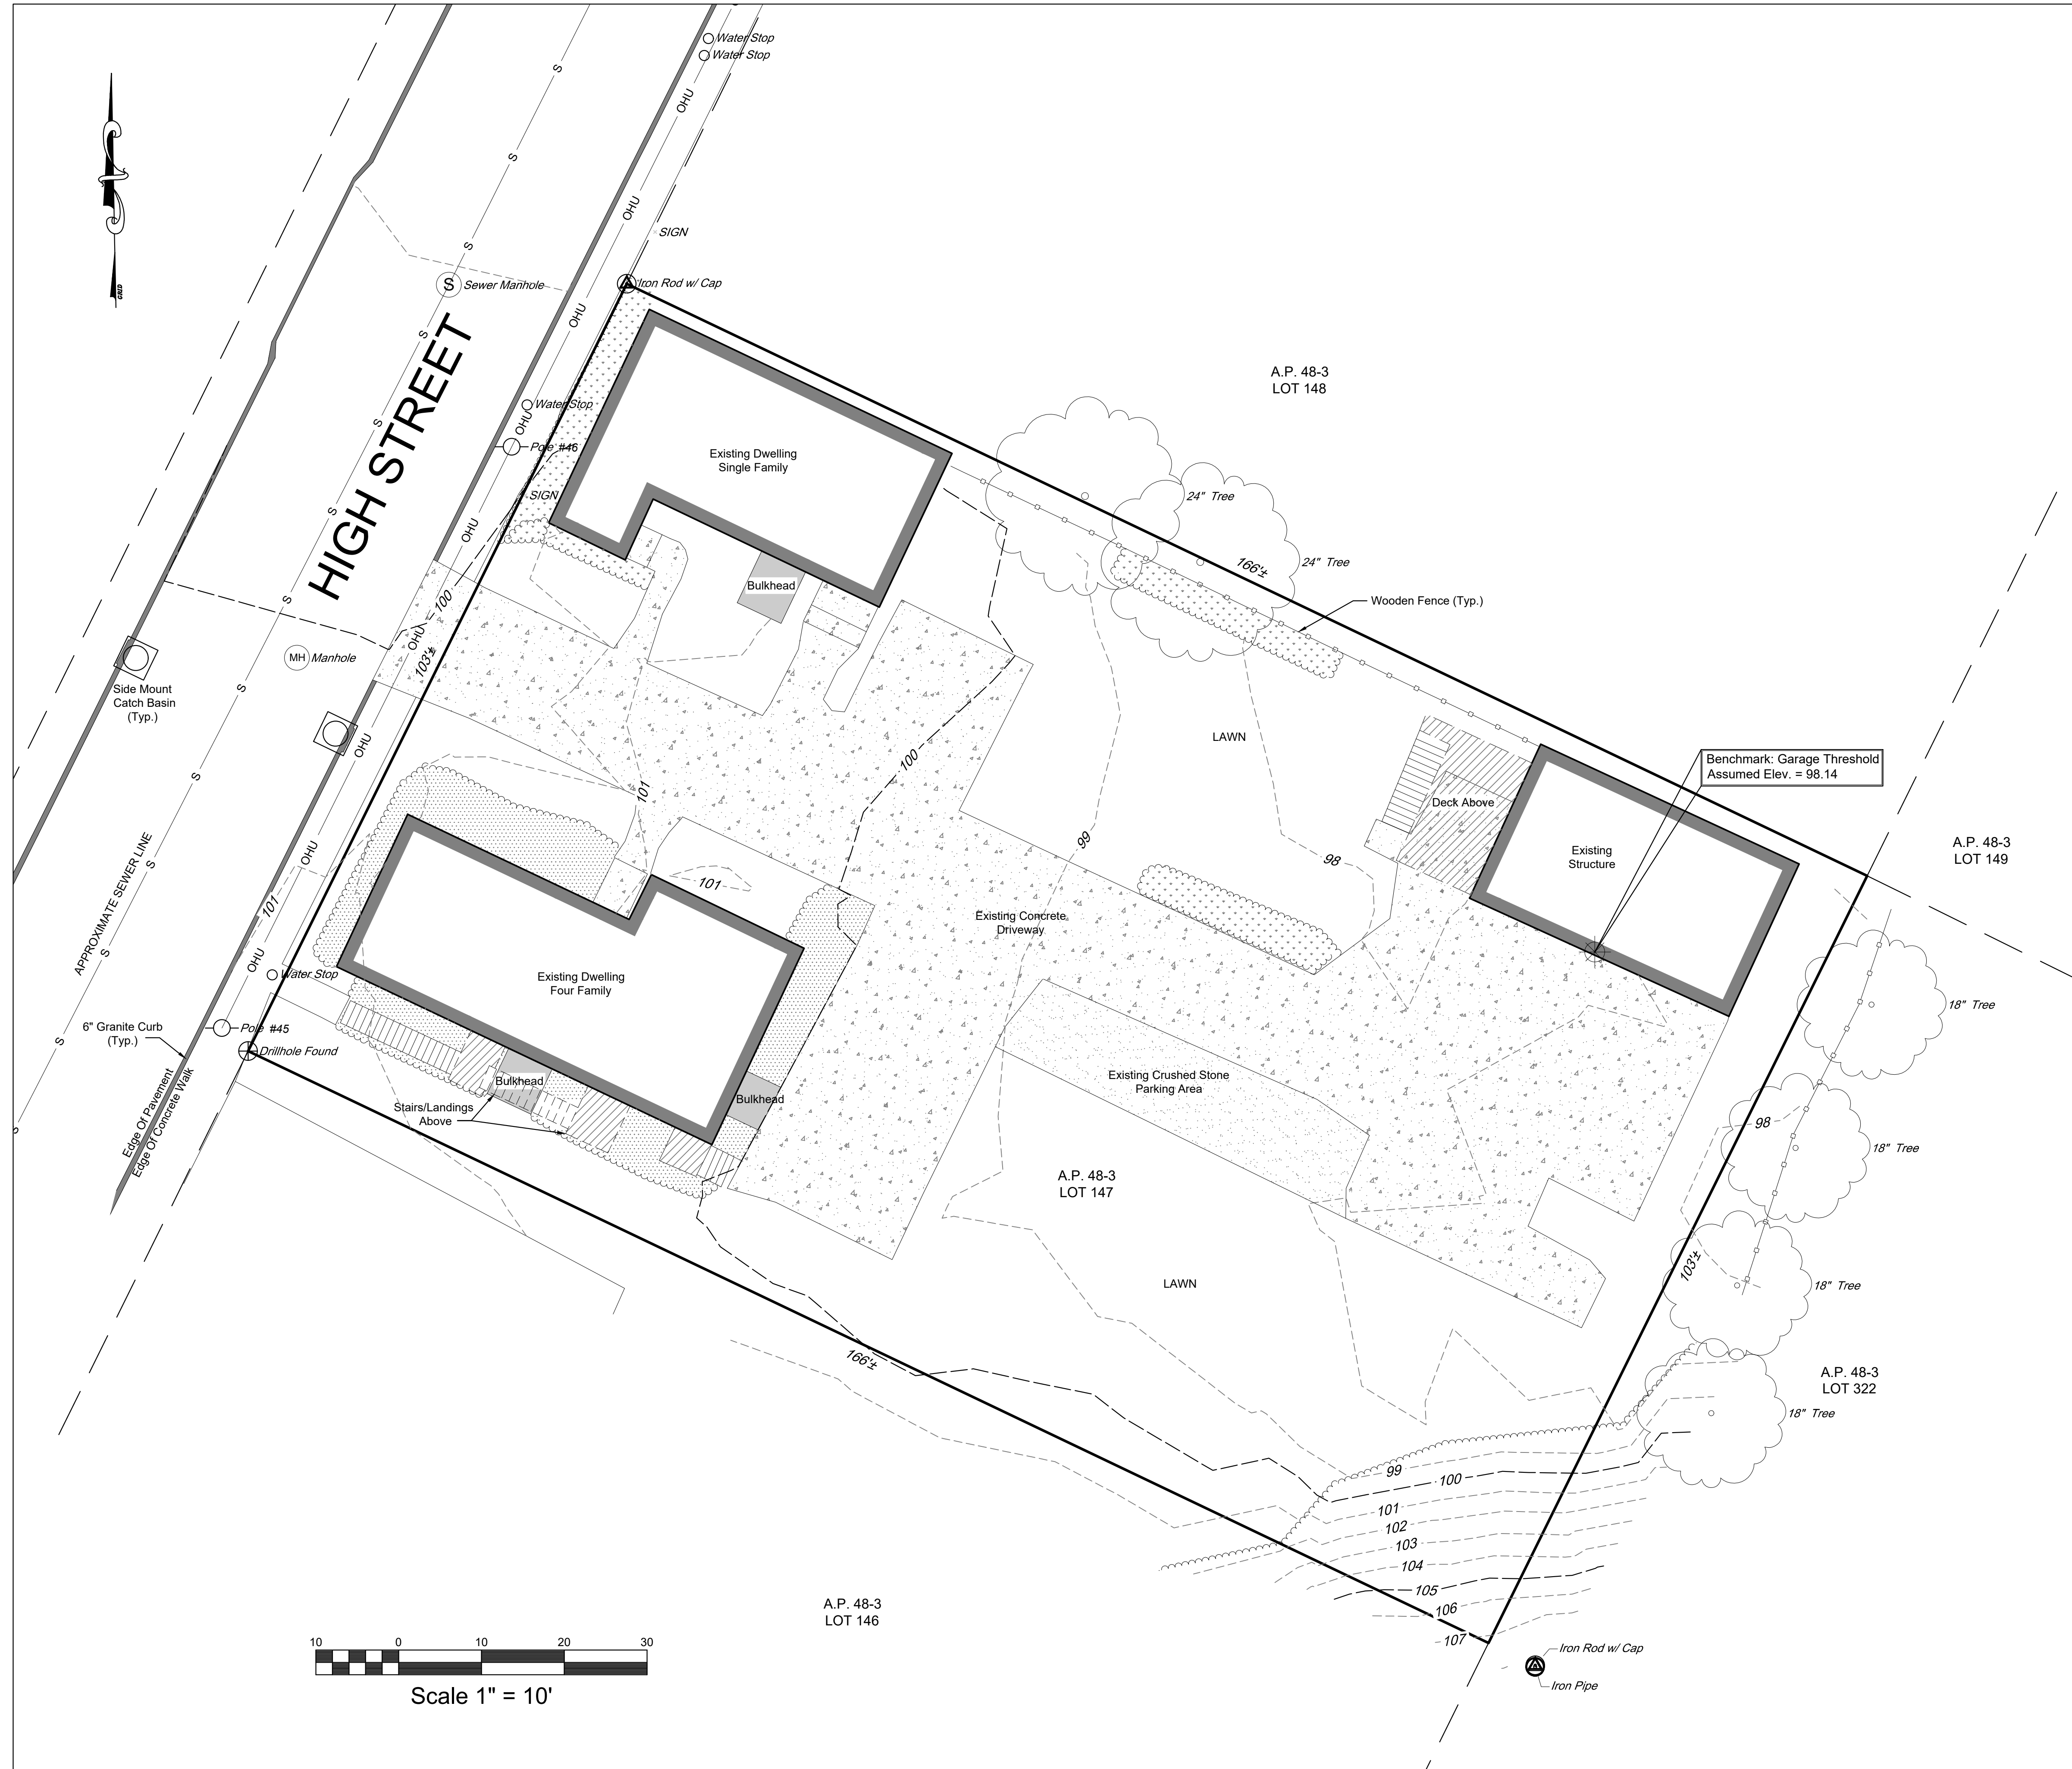 Water Stop
Water Stop
OHU
S
S
OHU
GRID
SIGN
S
S
Sewer Manhole
Iron Rod w/ Cap
OHU
S
HIGH STREET
A.P. 48-3
LOT 148
Water Stop
OHU
S
Pole #46
Existing Dwelling
Single Family
SIGN
24" Tree
S
OHU
24" Tree
166'±
Bulkhead
Wooden Fence (Typ.)
S
100
OHU
103'±
MH
Manhole
Side Mount
Catch Basin
(Typ.)
S
OHU
LAWN
100
Benchmark: Garage Threshold
Assumed Elev. = 98.14
S
101
Deck Above
99
98
Existing
Structure
A.P. 48-3
LOT 149
OHU
S
APPROXIMATE SEWER LINE
101
101
Existing Concrete
Driveway
S
OHU
Water Stop
Existing Dwelling
Four Family
18" Tree
6" Granite Curb
(Typ.)
Pole #45
S
Drillhole Found
Bulkhead
Existing Crushed Stone
Parking Area
Bulkhead
Stairs/Landings
Above
98
S
Edge Of Pavement
Edge Of Concrete Walk
18" Tree
A.P. 48-3
LOT 147
103'±
LAWN
18" Tree
166'±
A.P. 48-3
LOT 322
18" Tree
99
100
101
102
103
104
105
106
107
A.P. 48-3
LOT 146
10 0 10 20 30
Scale 1" = 10'
Iron Rod w/ Cap
Iron Pipe